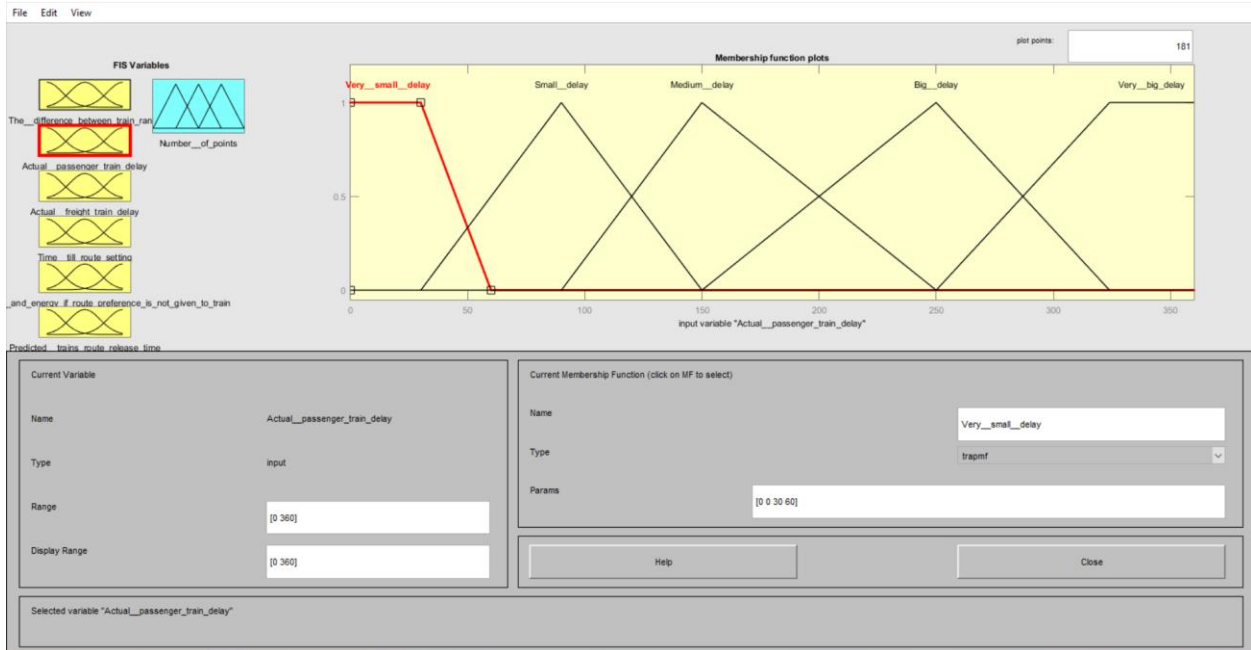 File Edit View
plot points: 181
FIS Variables
Membership function plots
The__difference_between_train_ran
Number__of_points
Actual__passenger_train_delay
Actual__freight_train_delay
Time__till_route_setting
_and_energy_if_route_preference_is_not_given_to_train
Predicted__trains_route_release_time
Very__small__delay Small__delay Medium__delay Big__delay Very__big_delay
1
0.5
0
0 50 100 150 200 250 300 350
input variable "Actual__passenger_train_delay"
Current Variable
Name Actual__passenger_train_delay
Type input
Range [0 360]
Display Range [0 360]
Current Membership Function (click on MF to select)
Name Very__small__delay
Type trapmf
Params [0 0 30 60]
Help Close
Selected variable "Actual__passenger_train_delay"